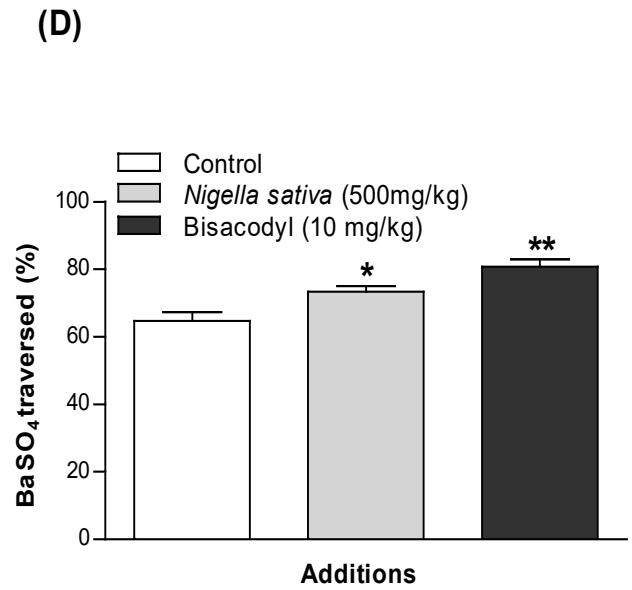 (D)
Control
Nigella sativa (500mg/kg)
Bisacodyl (10 mg/kg)
BaSO₄ traversed (%)
100
80
60
40
20
0
*
**
Additions